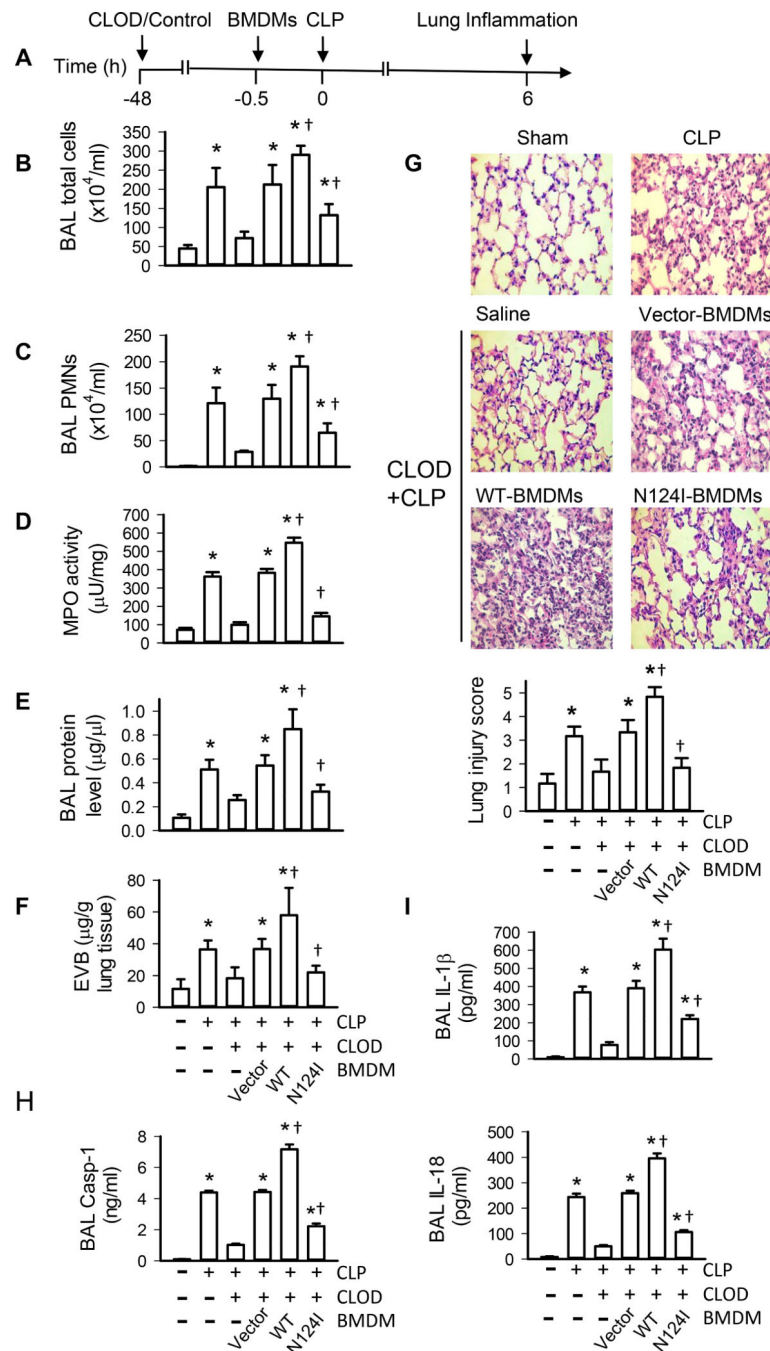 CLOD/Control BMDMs CLP Lung Inflammation
A
Time (h)
-48 -0.5 0 6
B
BAL total cells
(x10⁴/ml)
350
300
250
200
150
100
50
0
* * *† *†
C
BAL PMNs
(x10⁴/ml)
250
200
150
100
50
0
* * *† *†
D
MPO activity
(μU/mg)
700
600
500
400
300
200
100
0
* * *† †
E
BAL protein
level (μg/μl)
1.0
0.8
0.6
0.4
0.2
0.0
* * *† †
F
EVB (μg/g
lung tissue)
80
60
40
20
0
* * *† †
– + + + + + CLP
– – + + + + CLOD
– – – Vector WT N124I BMDM
G
Sham CLP
Saline Vector-BMDMs
CLOD
+CLP
WT-BMDMs N124I-BMDMs
Lung injury score
5
4
3
2
1
0
* * *† †
– + + + + + CLP
– – + + + + CLOD
– – – Vector WT N124I BMDM
H
BAL Casp-1
(ng/ml)
8
6
4
2
0
* * *† *†
– + + + + + CLP
– – + + + + CLOD
– – – Vector WT N124I BMDM
I
BAL IL-1β
(pg/ml)
700
600
500
400
300
200
100
0
* * *† *†
BAL IL-18
(pg/ml)
500
400
300
200
100
0
* * *† *†
– + + + + + CLP
– – + + + + CLOD
– – – Vector WT N124I BMDM